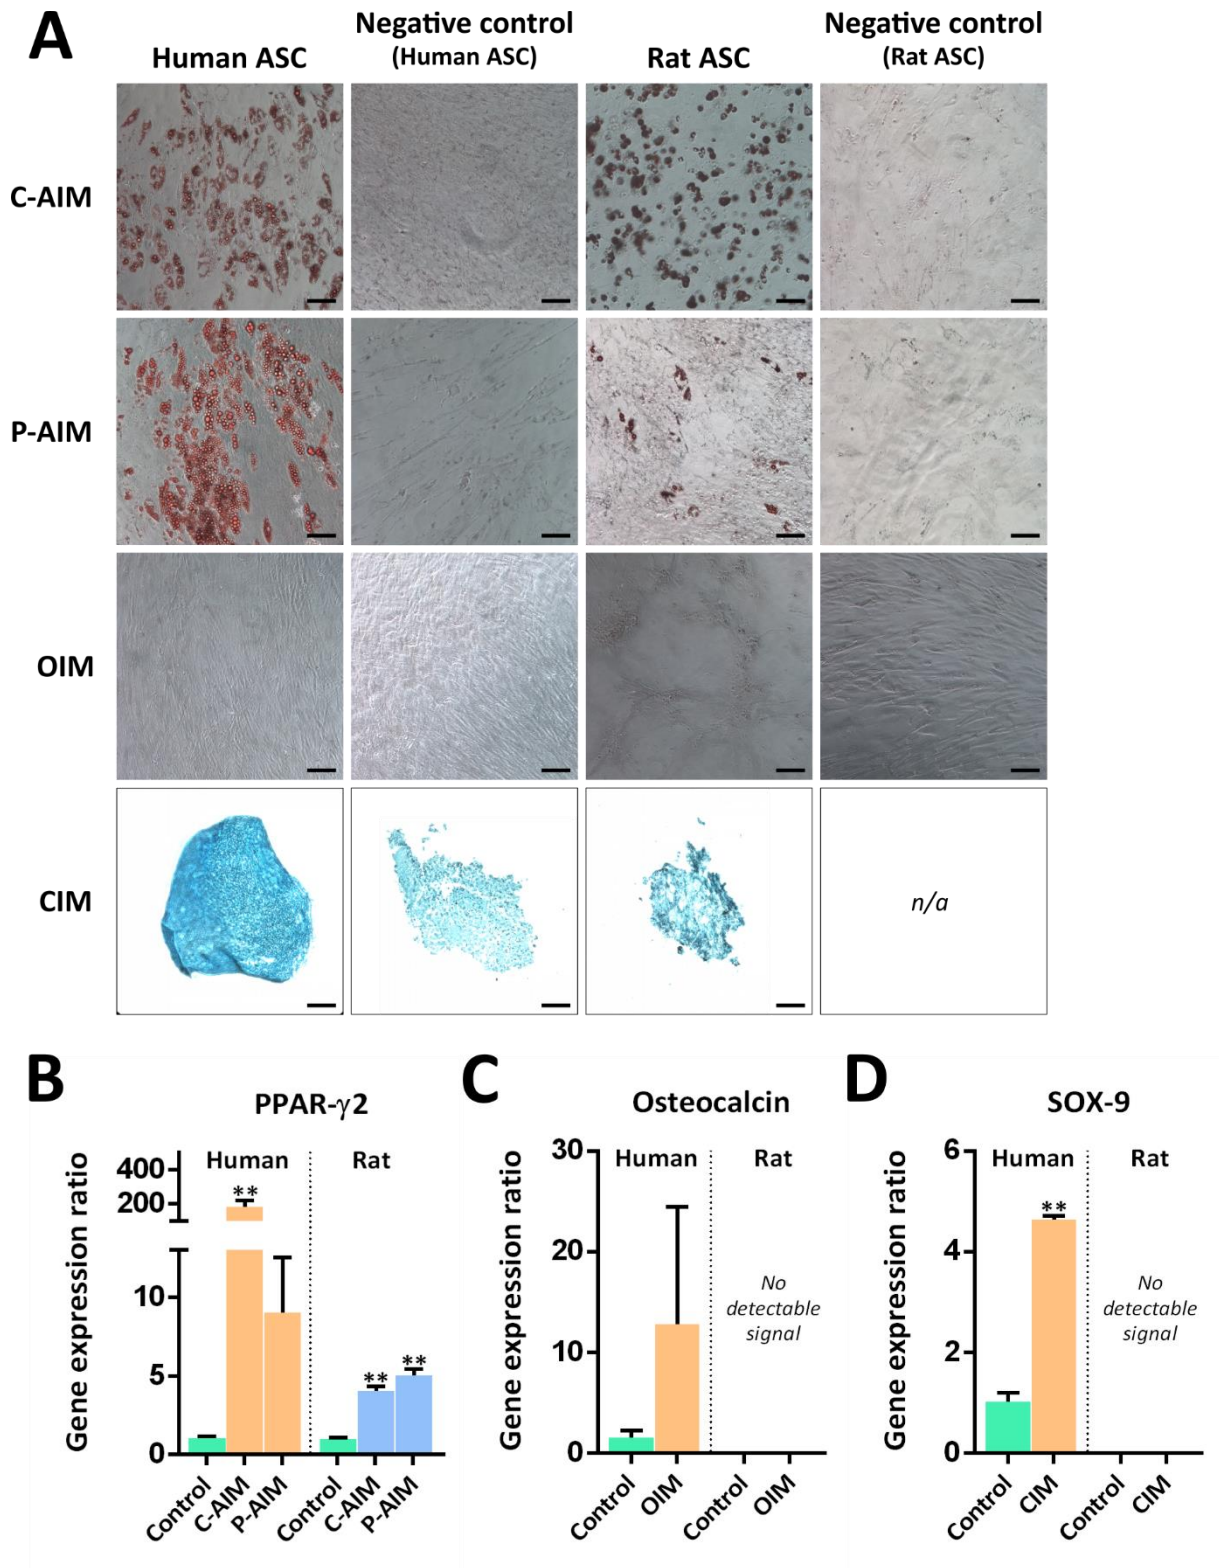 A
Human ASC
Negative control
(Human ASC)
Rat ASC
Negative control
(Rat ASC)
C-AIM
P-AIM
OIM
CIM
n/a
B
PPAR-γ2
Gene expression ratio
400
200
10
5
0
Human
Rat
**
**
**
Control
C-AIM
P-AIM
Control
C-AIM
P-AIM
C
Osteocalcin
Gene expression ratio
30
20
10
0
Human
Rat
No
detectable
signal
Control
OIM
Control
OIM
D
SOX-9
Gene expression ratio
6
4
2
0
Human
Rat
**
No
detectable
signal
Control
CIM
Control
CIM